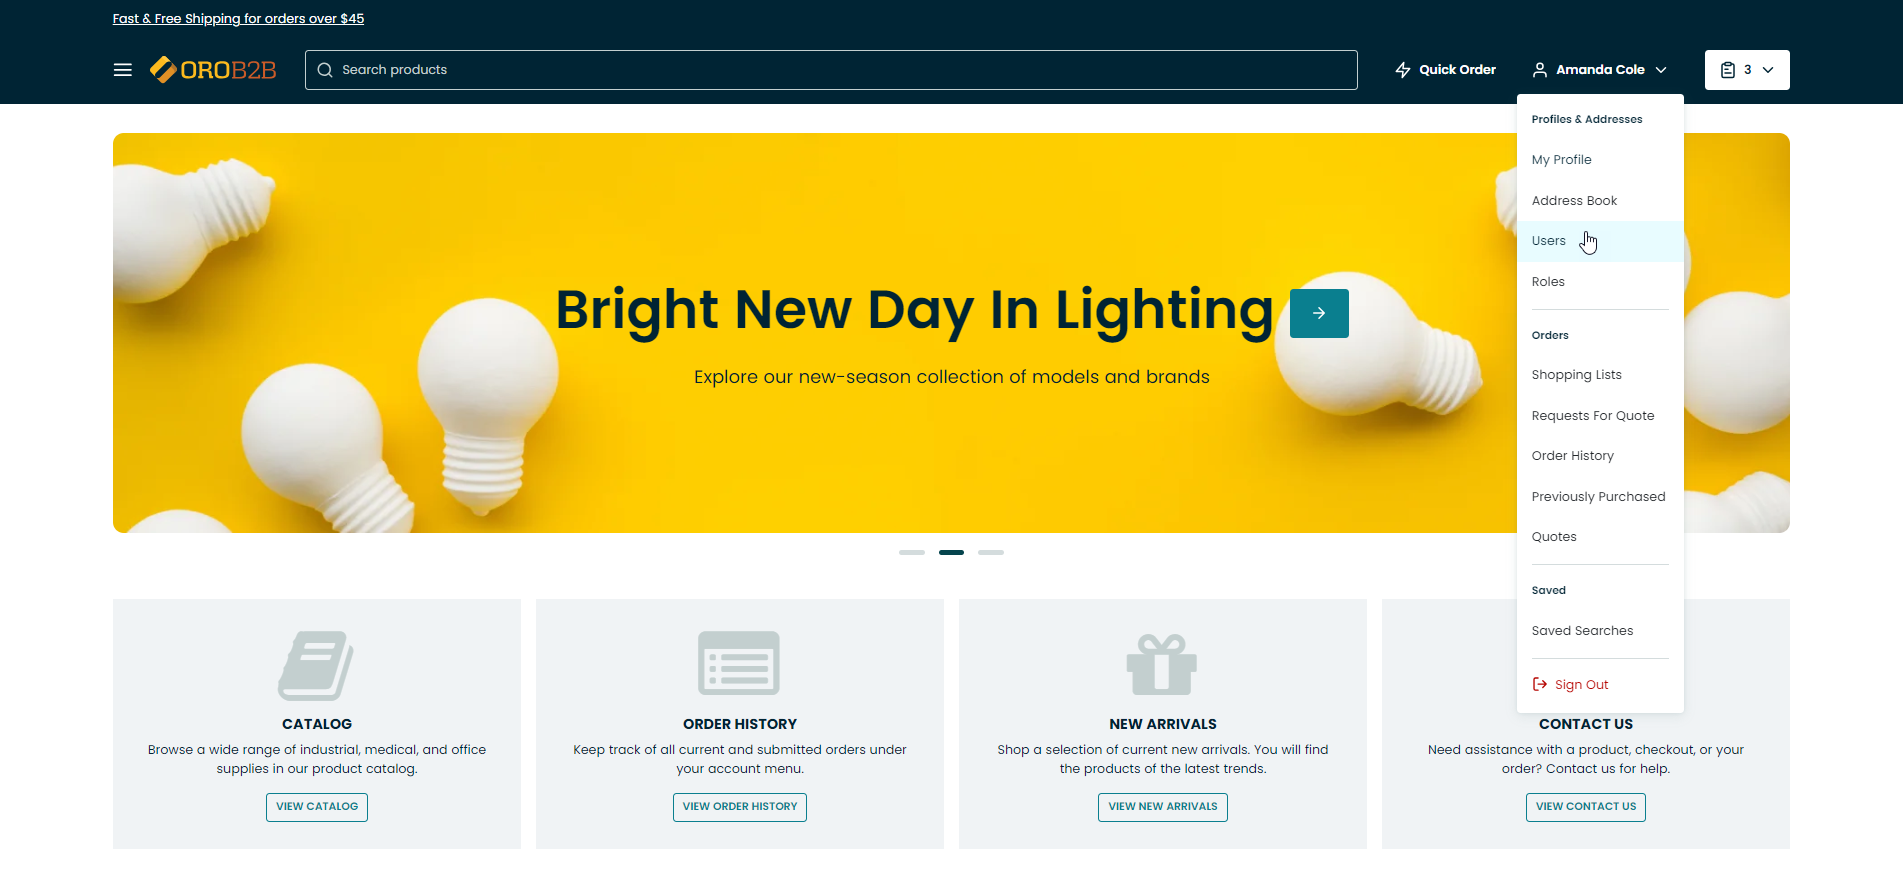 Fast & Free Shipping for orders over $45
OROB2B
Search products
Quick Order
Amanda Cole
3
Profiles & Addresses
My Profile
Address Book
Users
Roles
Orders
Shopping Lists
Requests For Quote
Order History
Previously Purchased
Quotes
Saved
Saved Searches
Sign Out
Bright New Day In Lighting
Explore our new-season collection of models and brands
CATALOG
Browse a wide range of industrial, medical, and office
supplies in our product catalog.
VIEW CATALOG
ORDER HISTORY
Keep track of all current and submitted orders under
your account menu.
VIEW ORDER HISTORY
NEW ARRIVALS
Shop a selection of current new arrivals. You will find
the products of the latest trends.
VIEW NEW ARRIVALS
CONTACT US
Need assistance with a product, checkout, or your
order? Contact us for help.
VIEW CONTACT US